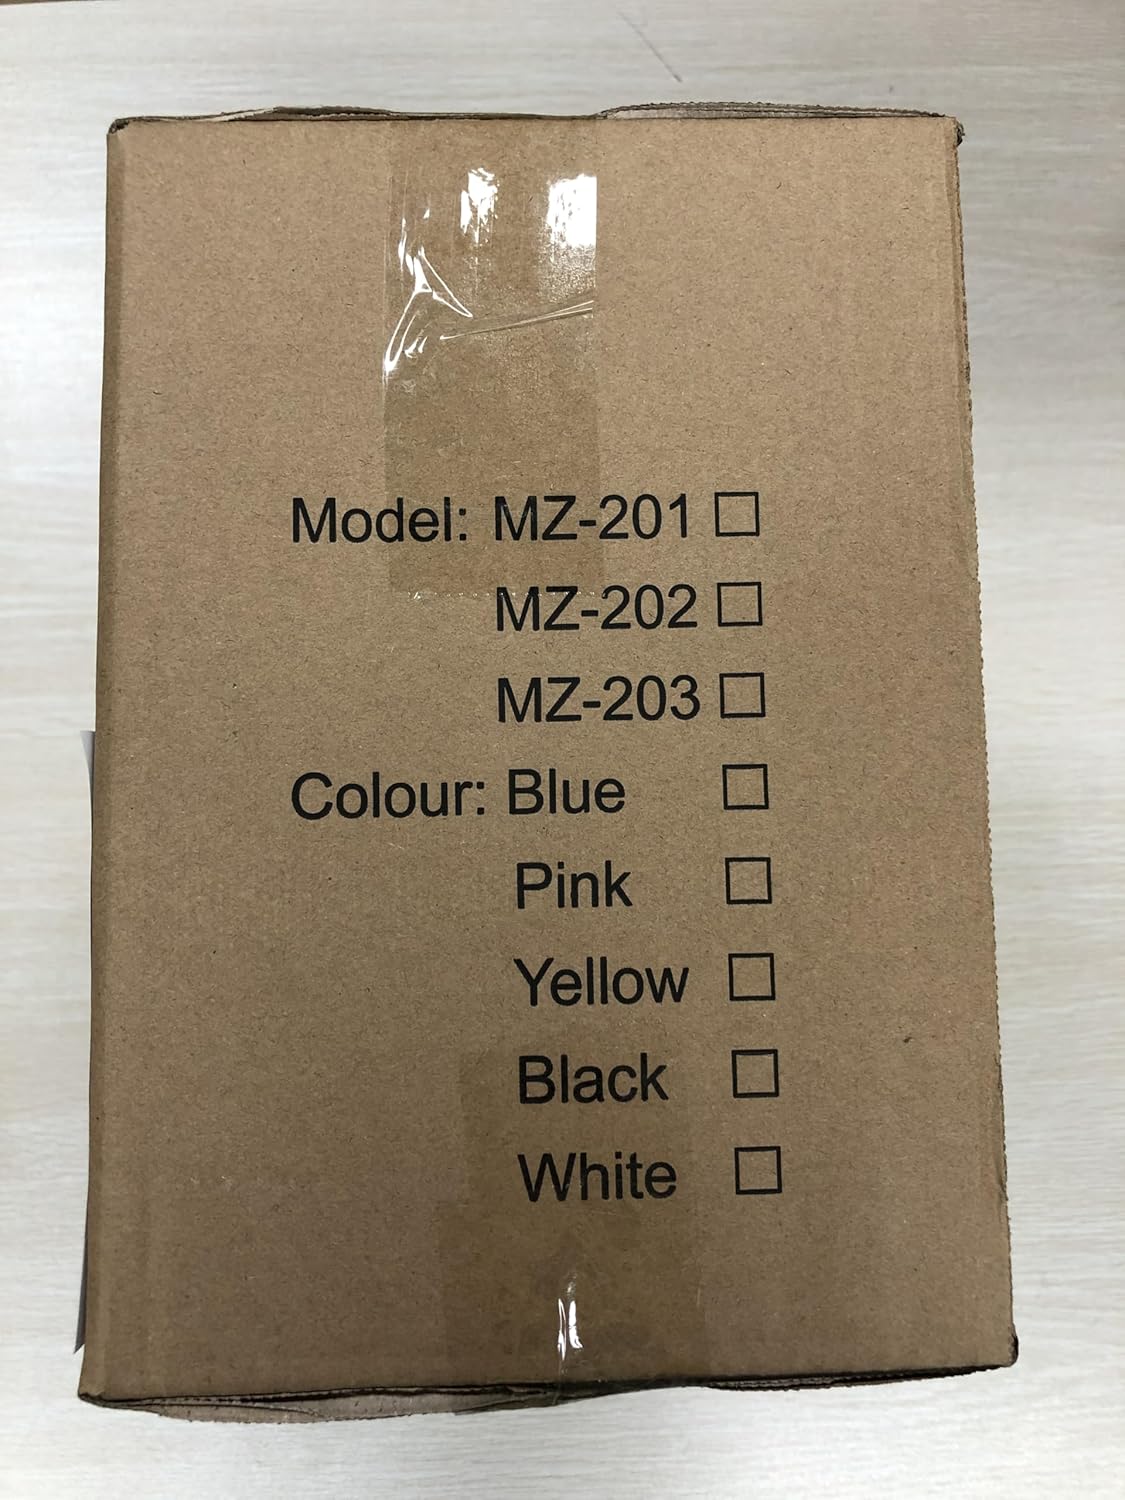 Model: MZ-201 □
MZ-202 □
MZ-203 □
Colour: Blue □
Pink □
Yellow □
Black □
White □